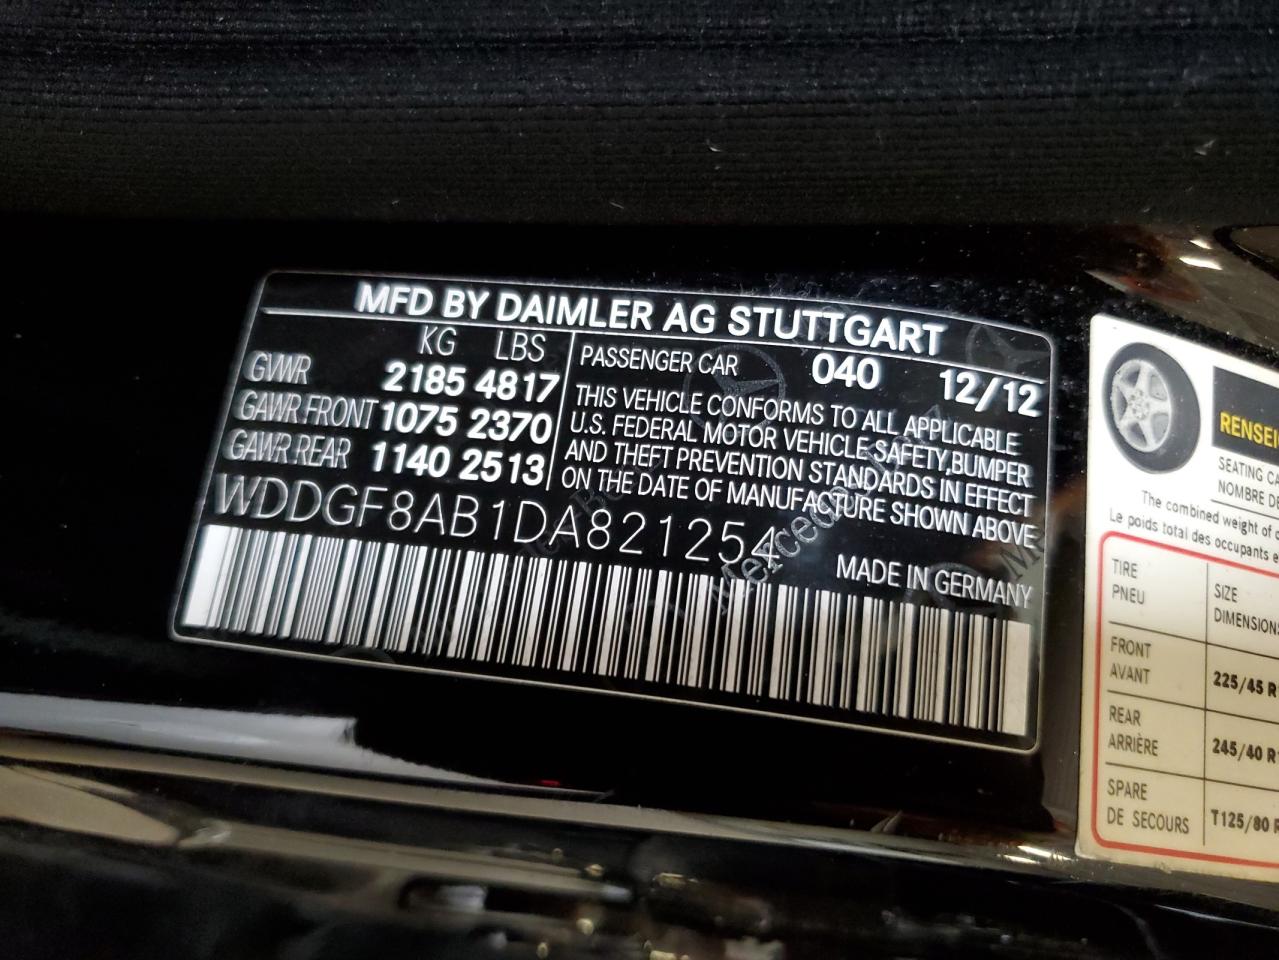 MFD BY DAIMLER AG STUTTGART
KG LBS
GVWR 2185 4817
GAWR FRONT 1075 2370
GAWR REAR 1140 2513
PASSENGER CAR 040 12/12
THIS VEHICLE CONFORMS TO ALL APPLICABLE
U.S. FEDERAL MOTOR VEHICLE SAFETY,BUMPER
AND THEFT PREVENTION STANDARDS IN EFFECT
ON THE DATE OF MANUFACTURE SHOWN ABOVE
WDDGF8AB1DA821254
MADE IN GERMANY
Mercedes-Benz
SEATING
NOMBRE
The combined weight of
Le poids total des occupants
TIRE SIZE
PNEU
FRONT
AVANT 225/45
REAR
ARRIÈRE 245/40
SPARE
DE SECOURS T125/80